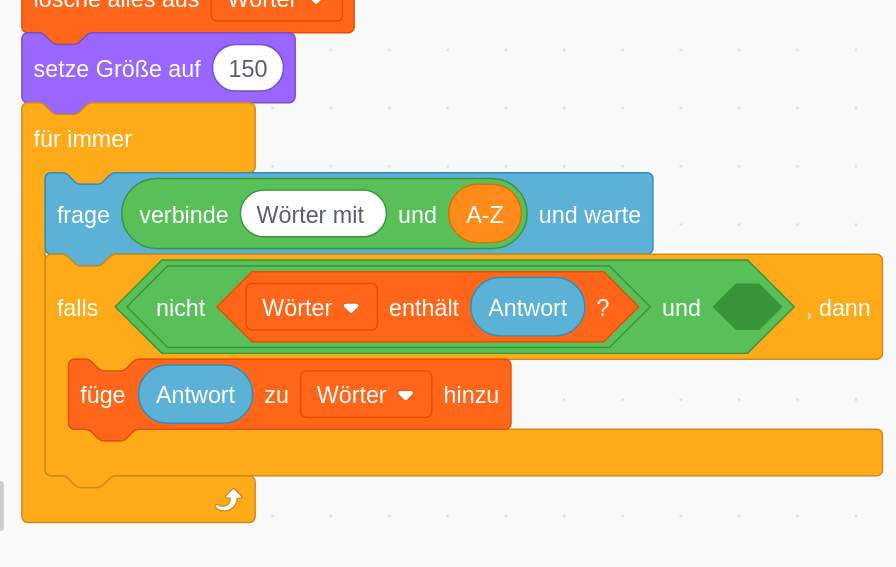 lösche alles aus Wörter
setze Größe auf 150
für immer
frage verbinde Wörter mit und A-Z und warte
falls nicht Wörter enthält Antwort ? und , dann
füge Antwort zu Wörter hinzu